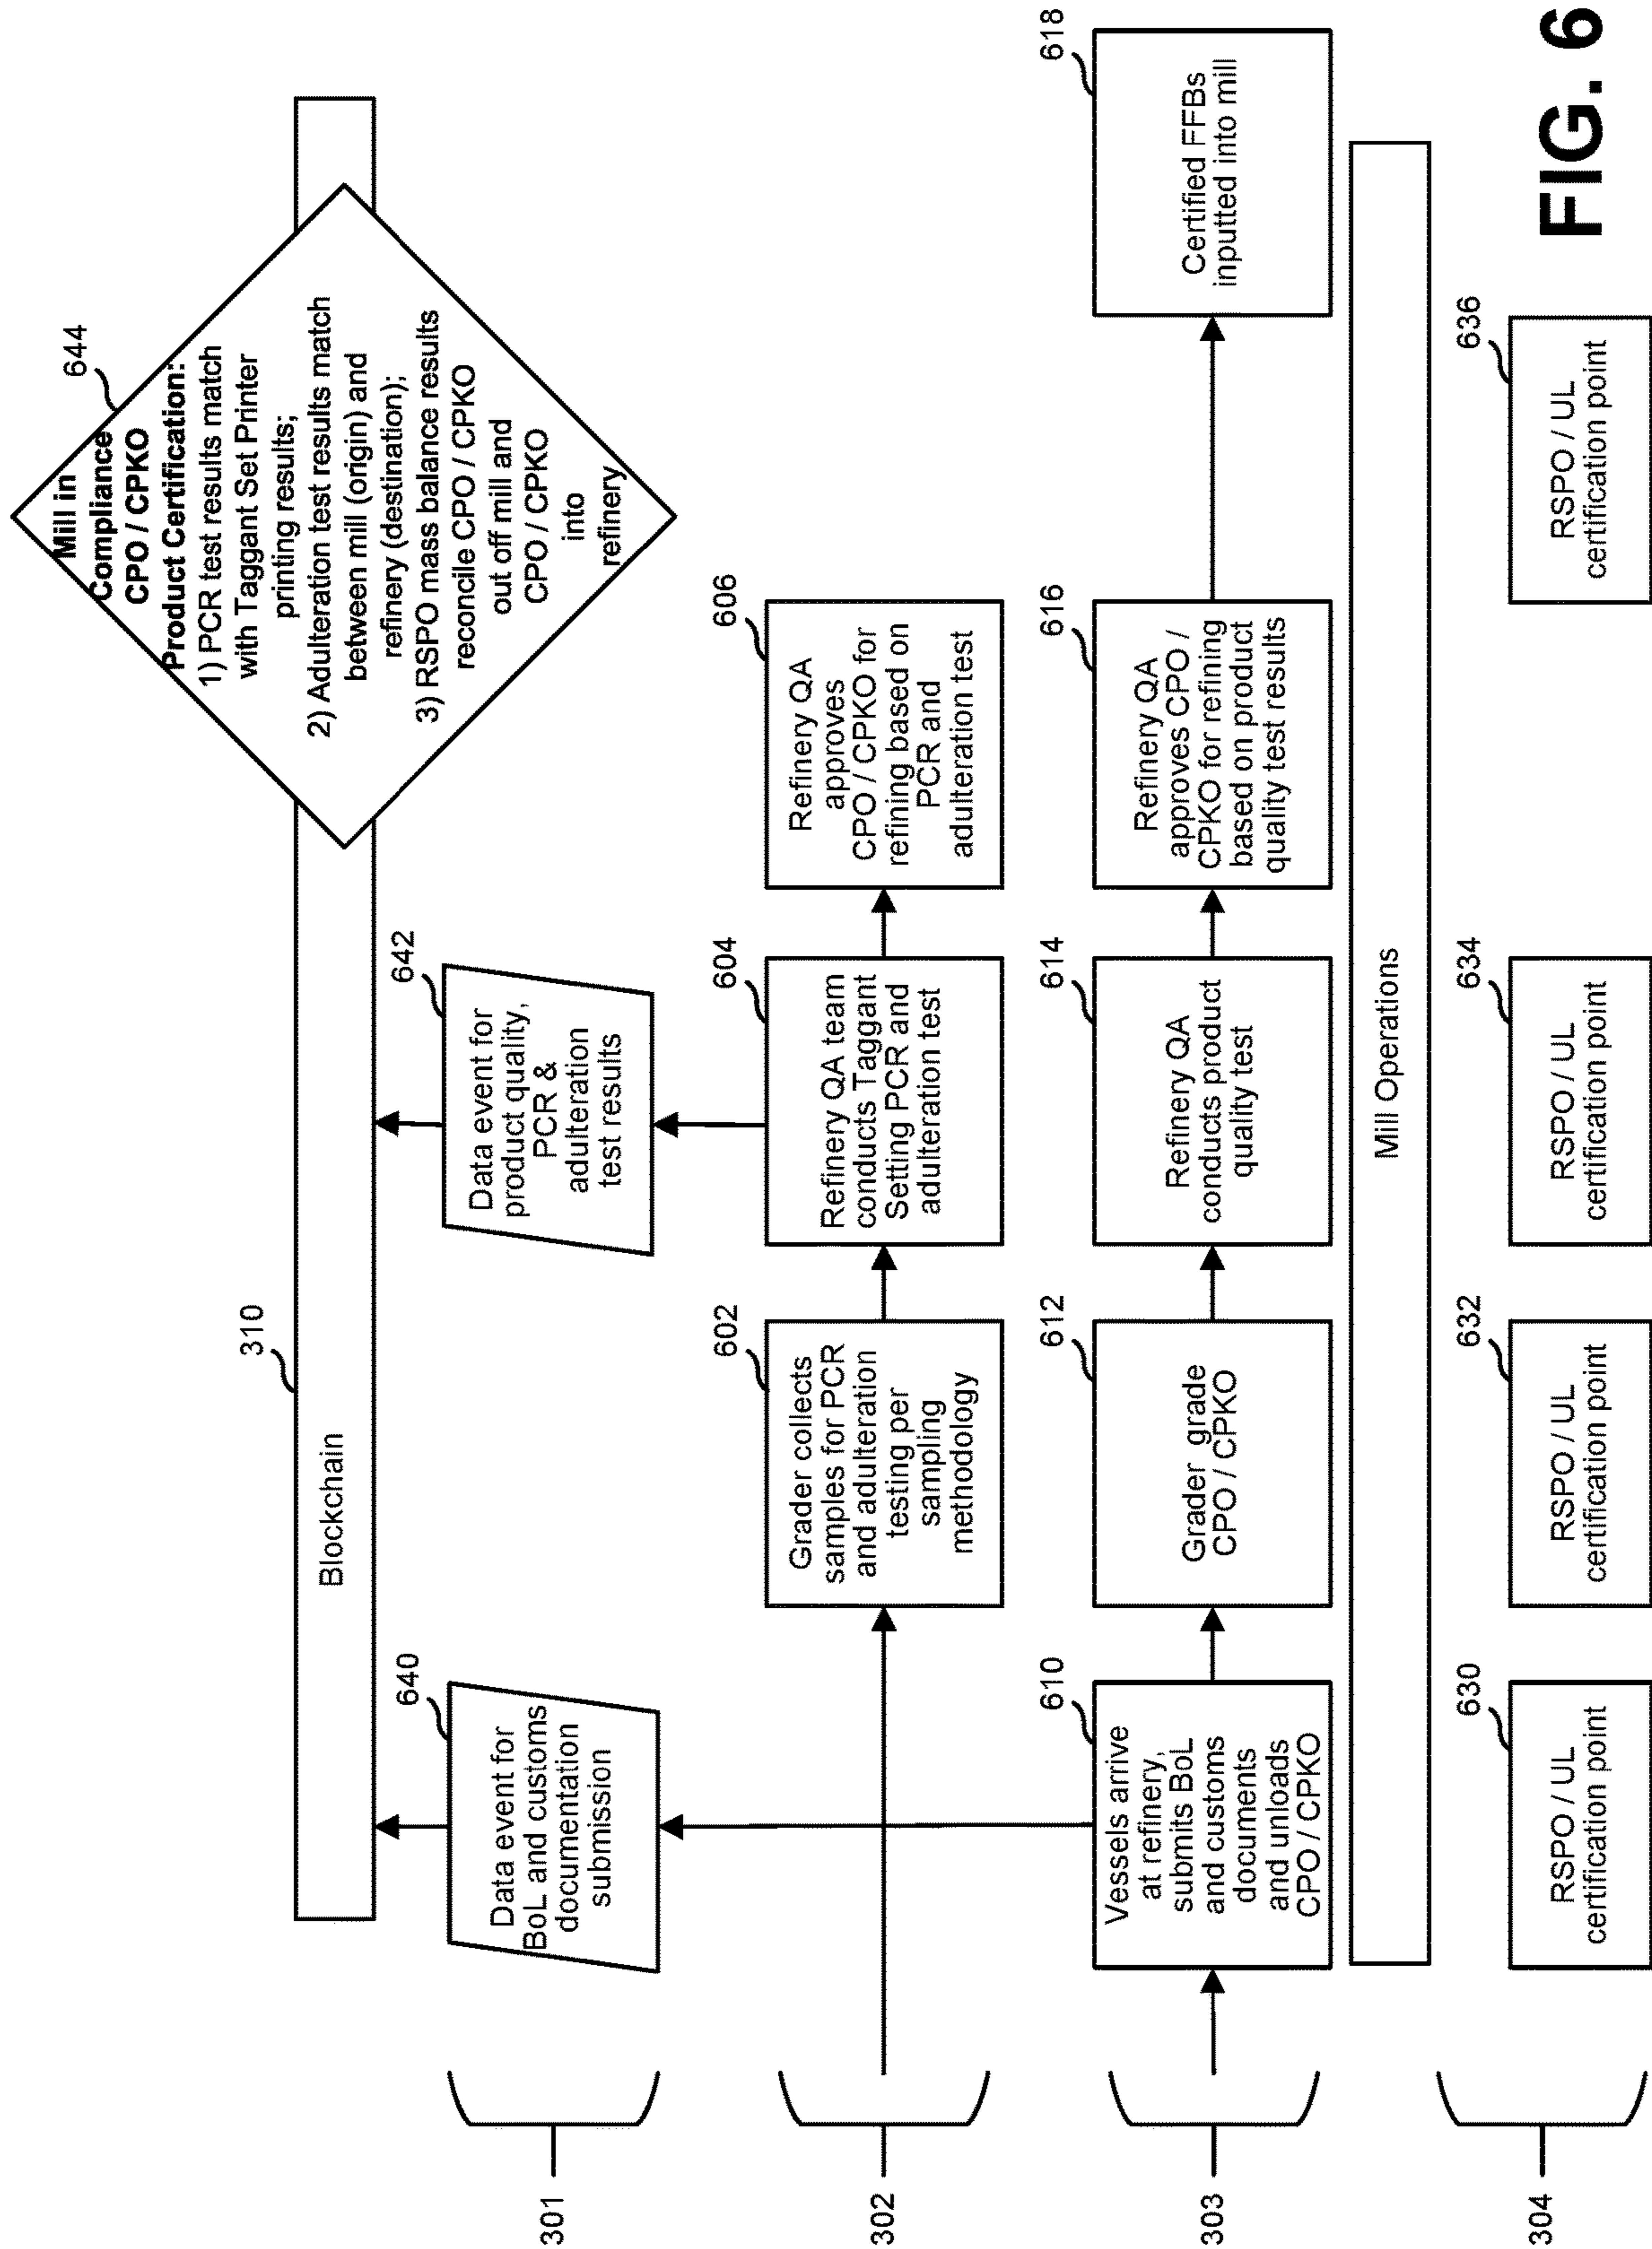 644
Mill in
Compliance
CPO / CPKO
Product Certification:
1) PCR test results match
with Taggant Set Printer
printing results;
2) Adulteration test results match
between mill (origin) and
refinery (destination);
3) RSPO mass balance results
reconcile CPO / CPKO
out off mill and
CPO / CPKO
into
refinery
310
Blockchain
301
640
Data event for
BoL and customs
documentation
submission
642
Data event for
product quality,
PCR &
adulteration
test results
302
602
Grader collects
samples for PCR
and adulteration
testing per
sampling
methodology
604
Refinery QA team
conducts Taggant
Setting PCR and
adulteration test
606
Refinery QA
approves
CPO / CPKO for
refining based on
PCR and
adulteration test
303
610
Vessels arrive
at refinery,
submits BoL
and customs
documents
and unloads
CPO / CPKO
612
Grader grade
CPO / CPKO
614
Refinery QA
conducts product
quality test
616
Refinery QA
approves CPO /
CPKO for refining
based on product
quality test results
618
Certified FFBs
inputted into mill
Mill Operations
304
630
RSPO / UL
certification point
632
RSPO / UL
certification point
634
RSPO / UL
certification point
636
RSPO / UL
certification point
FIG. 6